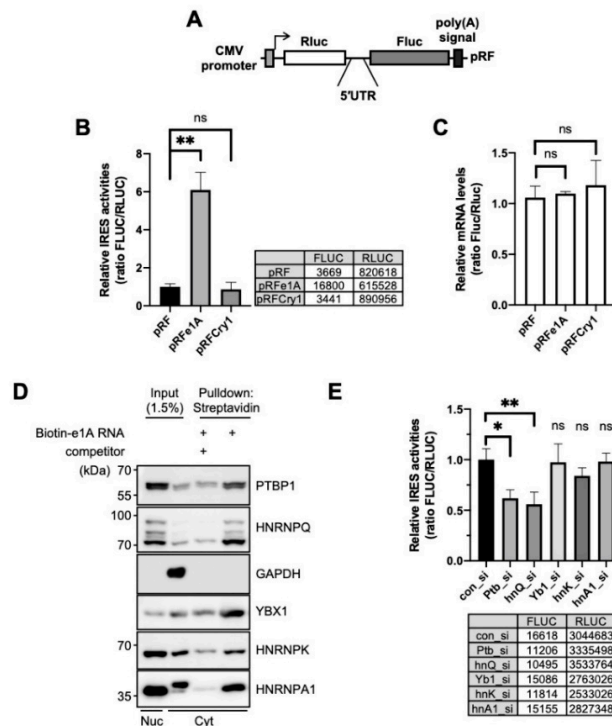 A
CMV
promoter
Rluc
Fluc
poly(A)
signal
pRF
5'UTR
B
Relative IRES activities
(ratio FLUC/RLUC)
8
6
4
2
0
ns
**
pRF
pRFe1A
pRFCry1
FLUC RLUC
pRF 3669 820618
pRFe1A 16800 615528
pRFCry1 3441 890956
C
Relative mRNA levels
(ratio Fluc/Rluc)
1.5
1.0
0.5
0.0
ns
ns
pRF
pRFe1A
pRFCry1
D
Input
(1.5%)
Pulldown:
Streptavidin
Biotin-e1A RNA + +
competitor +
(kDa)
70
55
PTBP1
100
70
HNRNPQ
GAPDH
YBX1
70
HNRNPK
35
HNRNPA1
Nuc Cyt
E
Relative IRES activities
(ratio FLUC/RLUC)
1.5
1.0
0.5
0.0
**
*
ns ns ns
con_si
Ptb_si
hnQ_si
Yb1_si
hnK_si
hnA1_si
FLUC RLUC
con_si 16618 3044683
Ptb_si 11206 3335498
hnQ_si 10495 3533764
Yb1_si 15086 2763026
hnK_si 11814 2533026
hnA1_si 15155 2827348